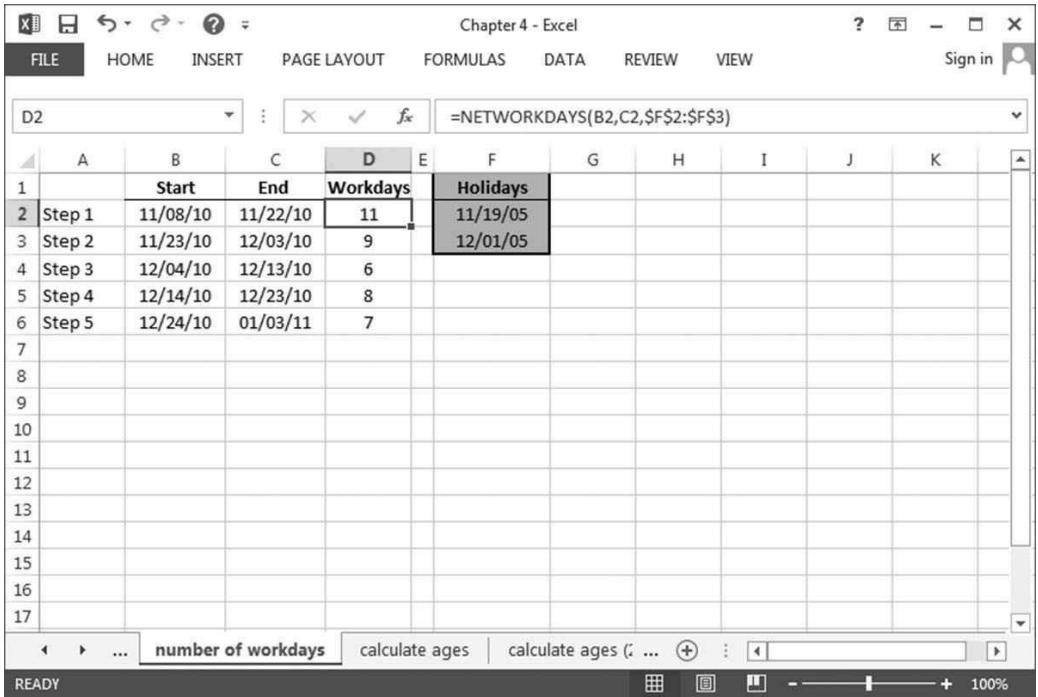 Chapter 4 - Excel
FILE HOME INSERT PAGE LAYOUT FORMULAS DATA REVIEW VIEW Sign in
D2 fx =NETWORKDAYS(B2,C2,$F$2:$F$3)
A B C D E F G H I J K
1 Start End Workdays Holidays
2 Step 1 11/08/10 11/22/10 11 11/19/05
3 Step 2 11/23/10 12/03/10 9 12/01/05
4 Step 3 12/04/10 12/13/10 6
5 Step 4 12/14/10 12/23/10 8
6 Step 5 12/24/10 01/03/11 7
7
8
9
10
11
12
13
14
15
16
17
... number of workdays calculate ages calculate ages (2 ...
READY 100%